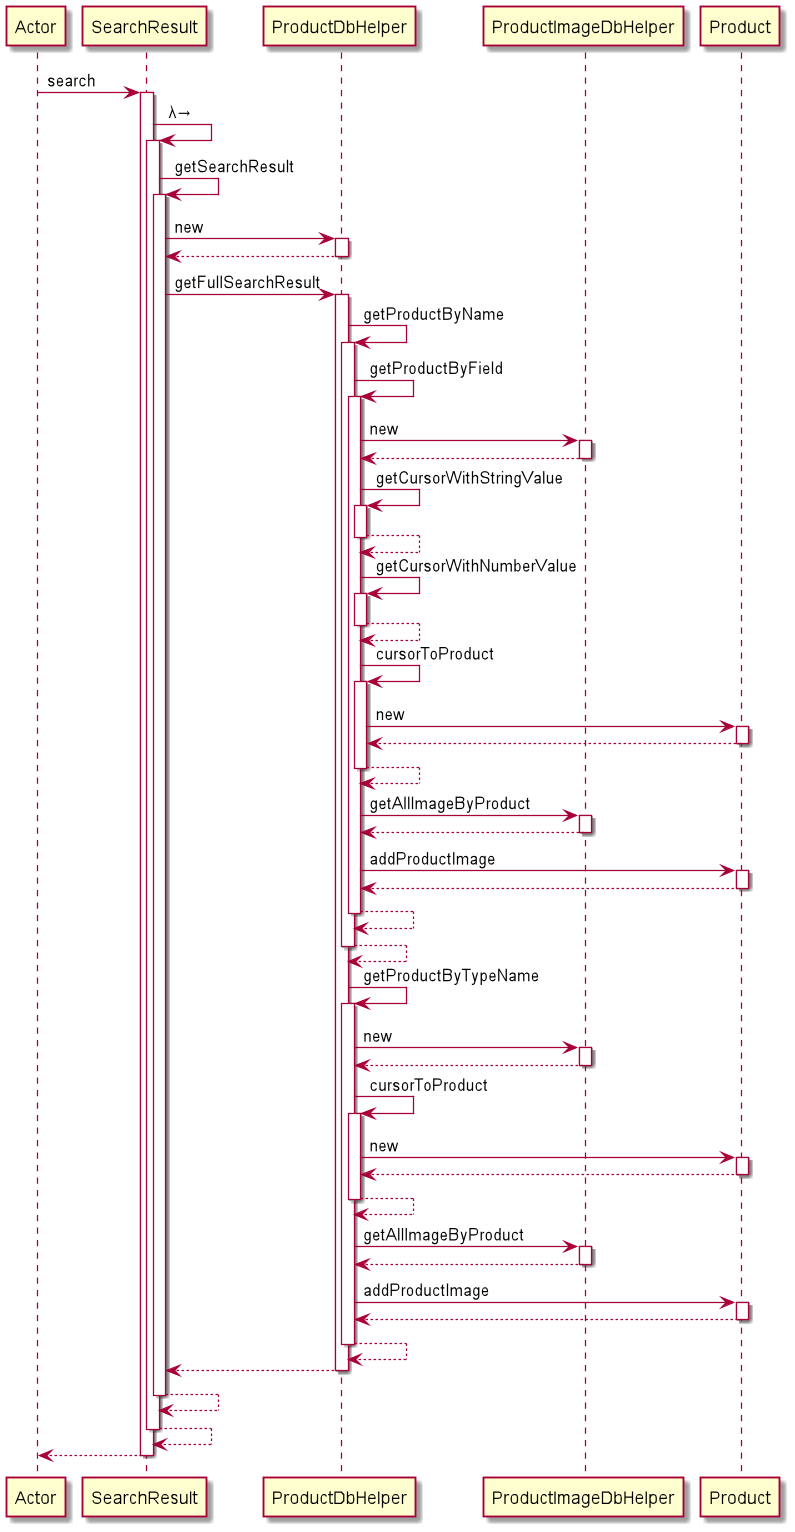 Actor SearchResult ProductDbHelper ProductImageDbHelper Product
search
λ→
getSearchResult
new
getFullSearchResult
getProductByName
getProductByField
new
getCursorWithStringValue
getCursorWithNumberValue
cursorToProduct
new
getAllImageByProduct
addProductImage
getProductByTypeName
new
cursorToProduct
new
getAllImageByProduct
addProductImage
Actor SearchResult ProductDbHelper ProductImageDbHelper Product